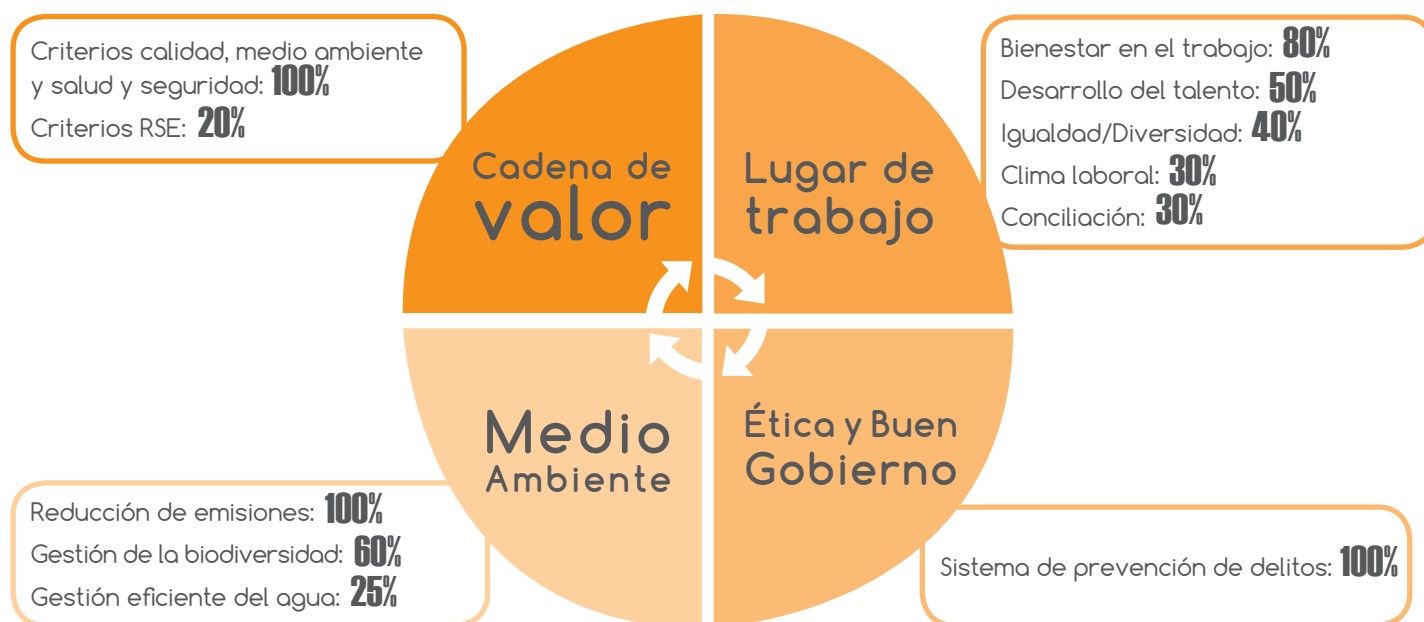 Criterios calidad, medio ambiente
y salud y seguridad: 100%
Criterios RSE: 20%
Cadena de
valor
Lugar de
trabajo
Bienestar en el trabajo: 80%
Desarrollo del talento: 50%
Igualdad/Diversidad: 40%
Clima laboral: 30%
Conciliación: 30%
Medio
Ambiente
Ética y Buen
Gobierno
Reducción de emisiones: 100%
Gestión de la biodiversidad: 60%
Gestión eficiente del agua: 25%
Sistema de prevención de delitos: 100%